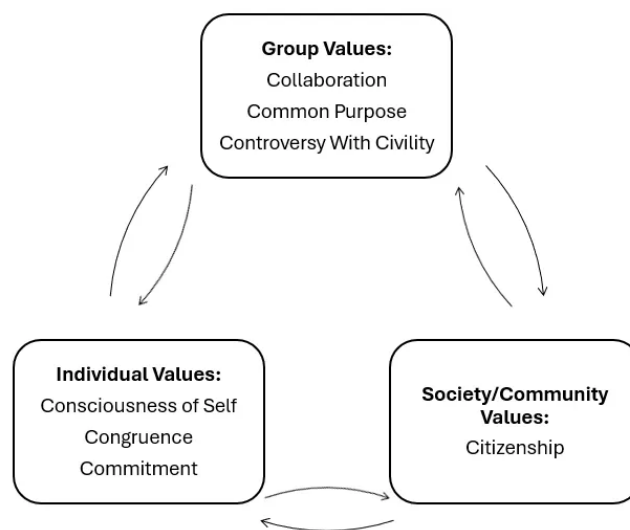 Group Values:
Collaboration
Common Purpose
Controversy With Civility
Individual Values:
Consciousness of Self
Congruence
Commitment
Society/Community
Values:
Citizenship